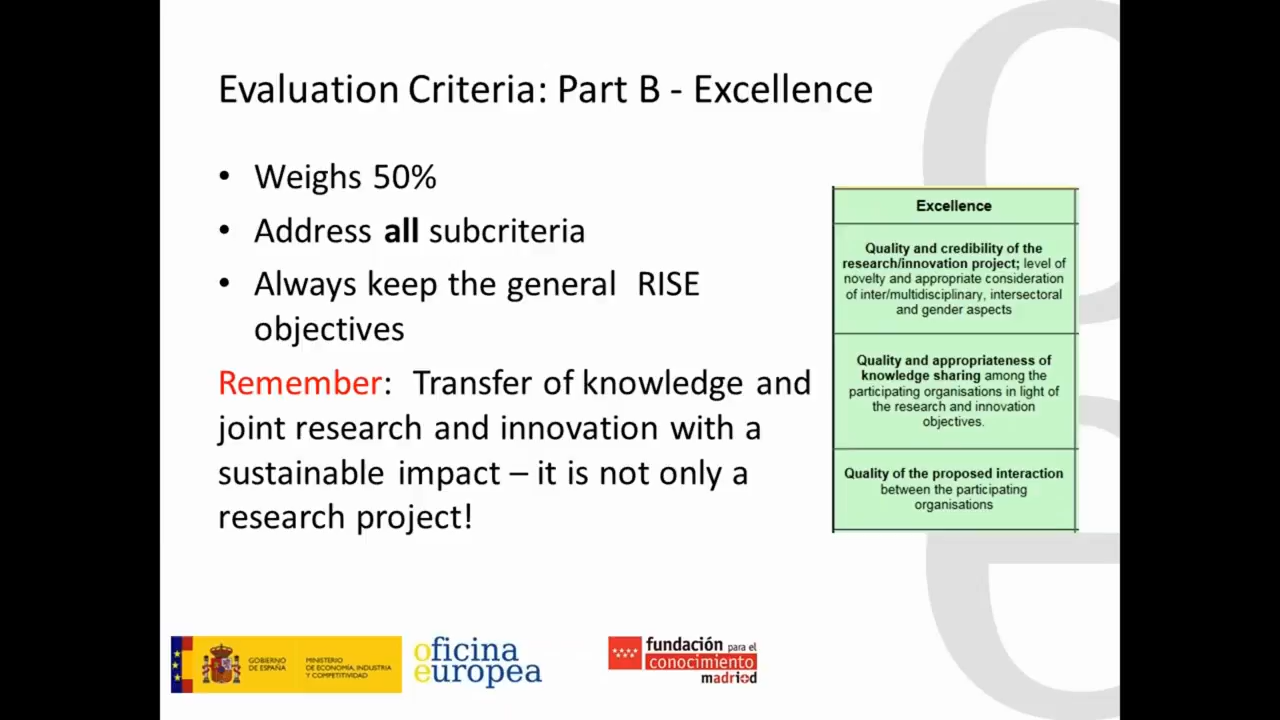 Evaluation Criteria: Part B - Excellence
• Weighs 50%
• Address all subcriteria
• Always keep the general RISE
objectives
Remember: Transfer of knowledge and
joint research and innovation with a
sustainable impact – it is not only a
research project!
Excellence
Quality and credibility of the
research/innovation project; level of
novelty and appropriate consideration
of inter/multidisciplinary, intersectoral
and gender aspects
Quality and appropriateness of
knowledge sharing among the
participating organisations in light of
the research and innovation
objectives.
Quality of the proposed interaction
between the participating
organisations
GOBIERNO
DE ESPAÑA
MINISTERIO
DE ECONOMÍA, INDUSTRIA
Y COMPETITIVIDAD
oficina
europea
fundación para el
conocimiento
madrid